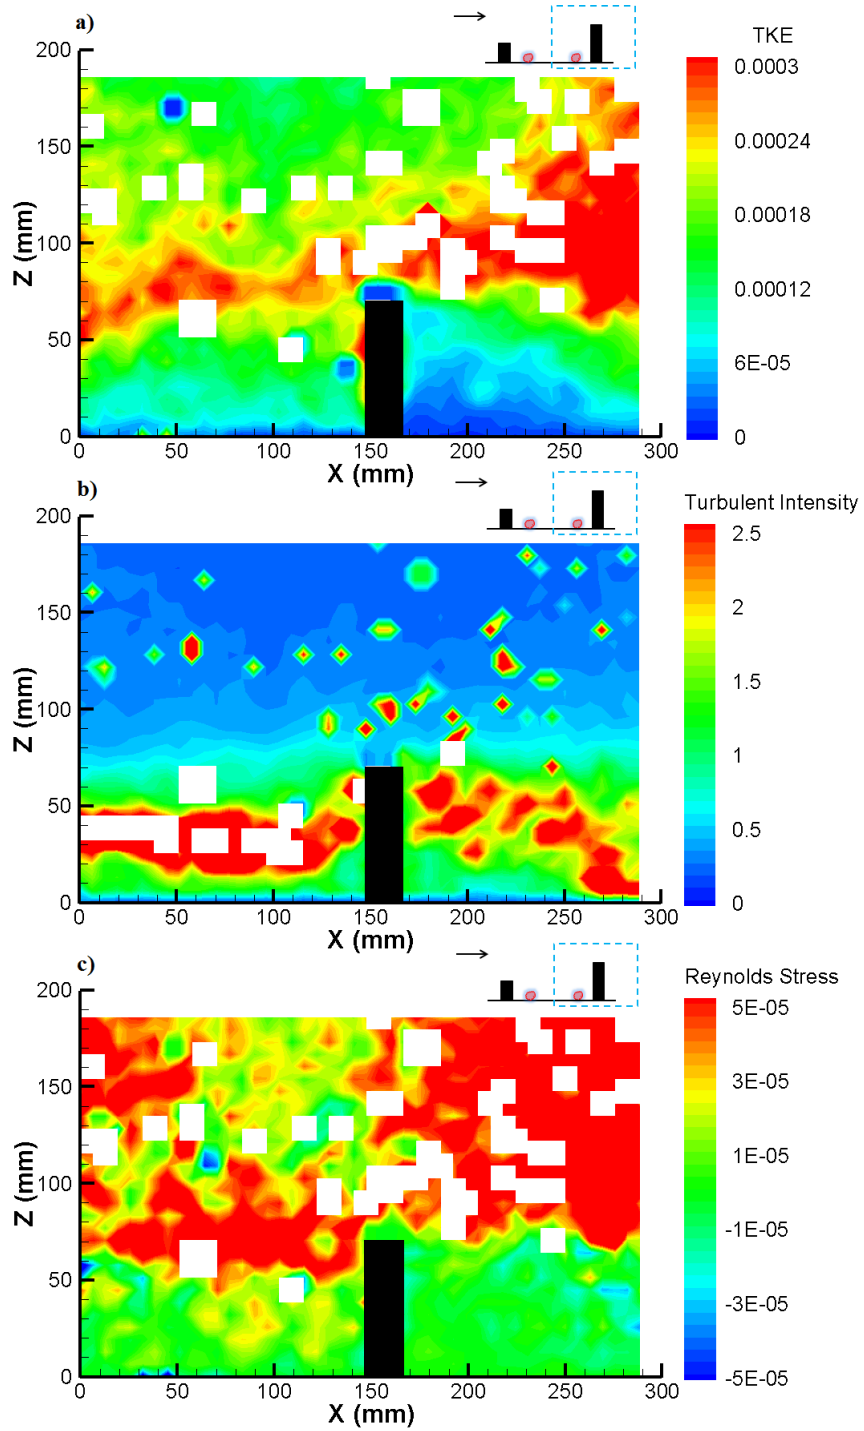 a)
TKE
200
150
100
50
0
Z (mm)
0 50 100 150 200 250 300
X (mm)
0.0003
0.00024
0.00018
0.00012
6E-05
0
b)
Turbulent Intensity
200
150
100
50
0
Z (mm)
0 50 100 150 200 250 300
X (mm)
2.5
2
1.5
1
0.5
0
c)
Reynolds Stress
200
150
100
50
0
Z (mm)
0 50 100 150 200 250 300
X (mm)
5E-05
3E-05
1E-05
-1E-05
-3E-05
-5E-05